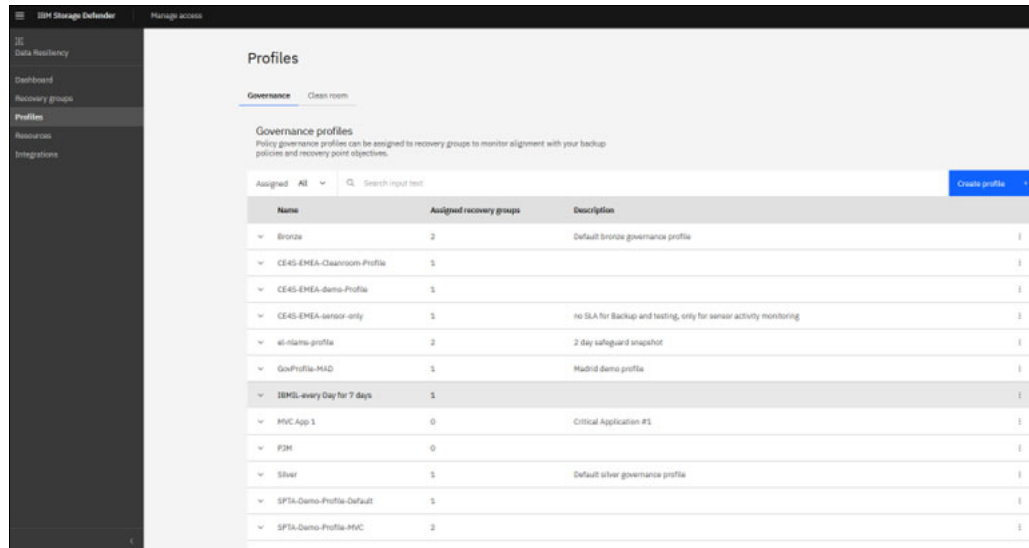 IBM Storage Defender
Manage access
Data Resiliency
Dashboard
Recovery groups
Profiles
Resources
Integrations
Profiles
Governance Clean room
Governance profiles
Policy governance profiles can be assigned to recovery groups to monitor alignment with your backup
policies and recovery point objectives.
Assigned All Search input text
Create profile +
Name Assigned recovery groups Description
Bronze 2 Default bronze governance profile
CE4S-EMEA-Cleanroom-Profile 1
CE4S-EMEA-demo-Profile 1
CE4S-EMEA-sensor-only 1 no SLA for Backup and testing, only for sensor activity monitoring
el-niams-profile 2 2 day safeguard snapshot
GovProfile-MAD 1 Madrid demo profile
IBMIL-every Day for 7 days 1
MVC App 1 0 Critical Application #1
PJM 0
Silver 1 Default silver governance profile
SPTA-Demo-Profile-Default 1
SPTA-Demo-Profile-MVC 2